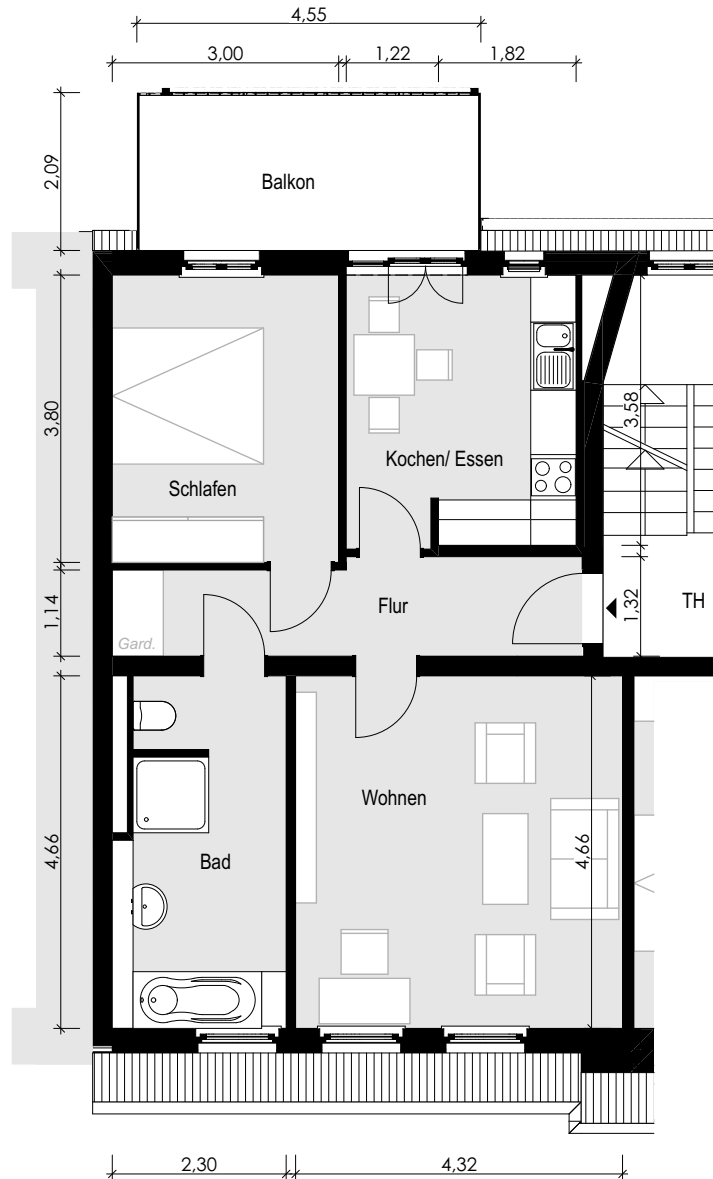 4,55
3,00
1,22
1,82
2,09
Balkon
3,80
3,58
Kochen/ Essen
Schlafen
1,14
Flur
1,32
TH
Gard.
Wohnen
4,66
4,66
Bad
2,30
4,32